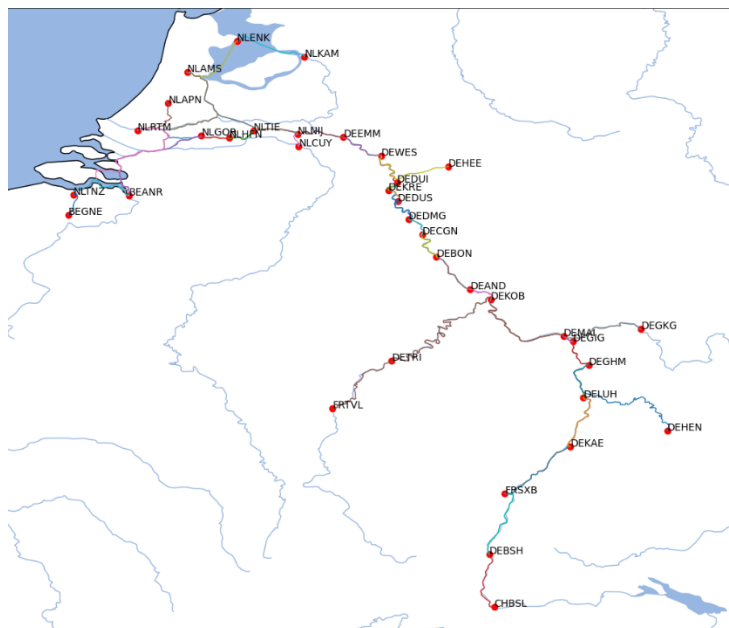 NLENK
NLKAM
NLAMS
NLAPN
NLRTM
NLGOR
NLHFN
NLTIE
NLNIJ
DEEMM
NLCUY
DEWES
DEHEE
DEDUI
DEKRE
DEDUS
NLTNZ
BEANR
BEGNE
DEDMG
DECGN
DEBON
DEAND
DEKOB
DEMAI
DEGIG
DEGKG
DETRI
DEGHM
DELUH
FRTVL
DEHEN
DEKAE
FRSXB
DEBSH
CHBSL